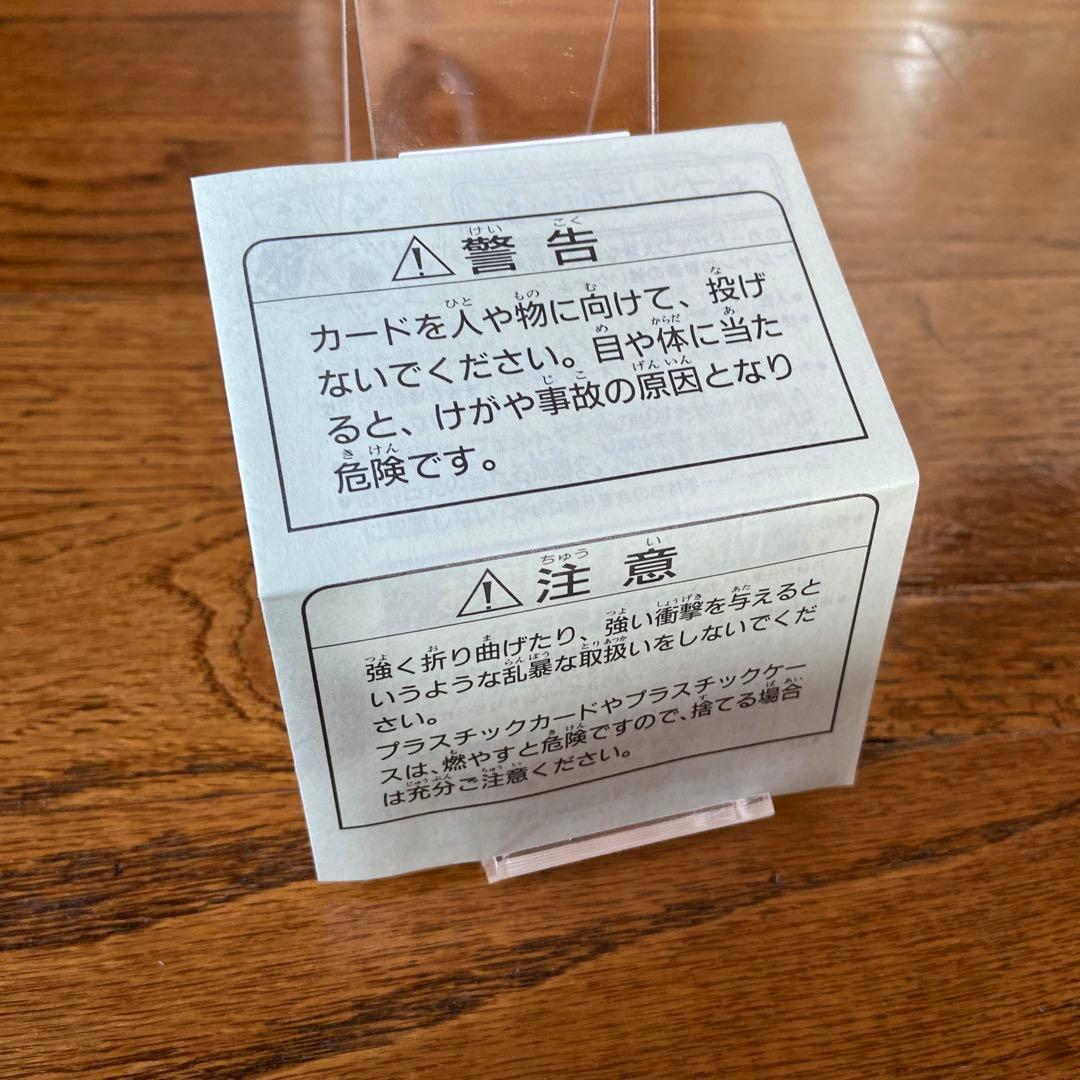 ⚠警告
カードを人や物に向けて、投げ
ないでください。目や体に当た
ると、けがや事故の原因となり
危険です。
⚠注意
強く折り曲げたり、強い衝撃を与えると
いうような乱暴な取扱いをしないでくだ
さい。
プラスチックカードやプラスチックケー
スは、燃やすと危険ですので、捨てる場合
は充分ご注意ください。